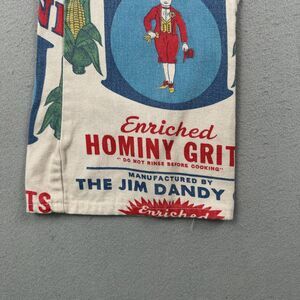 Enriched
HOMINY GRIT
" DO NOT RINSE BEFORE COOKING "
MANUFACTURED BY
THE JIM DANDY
TS
Enriched